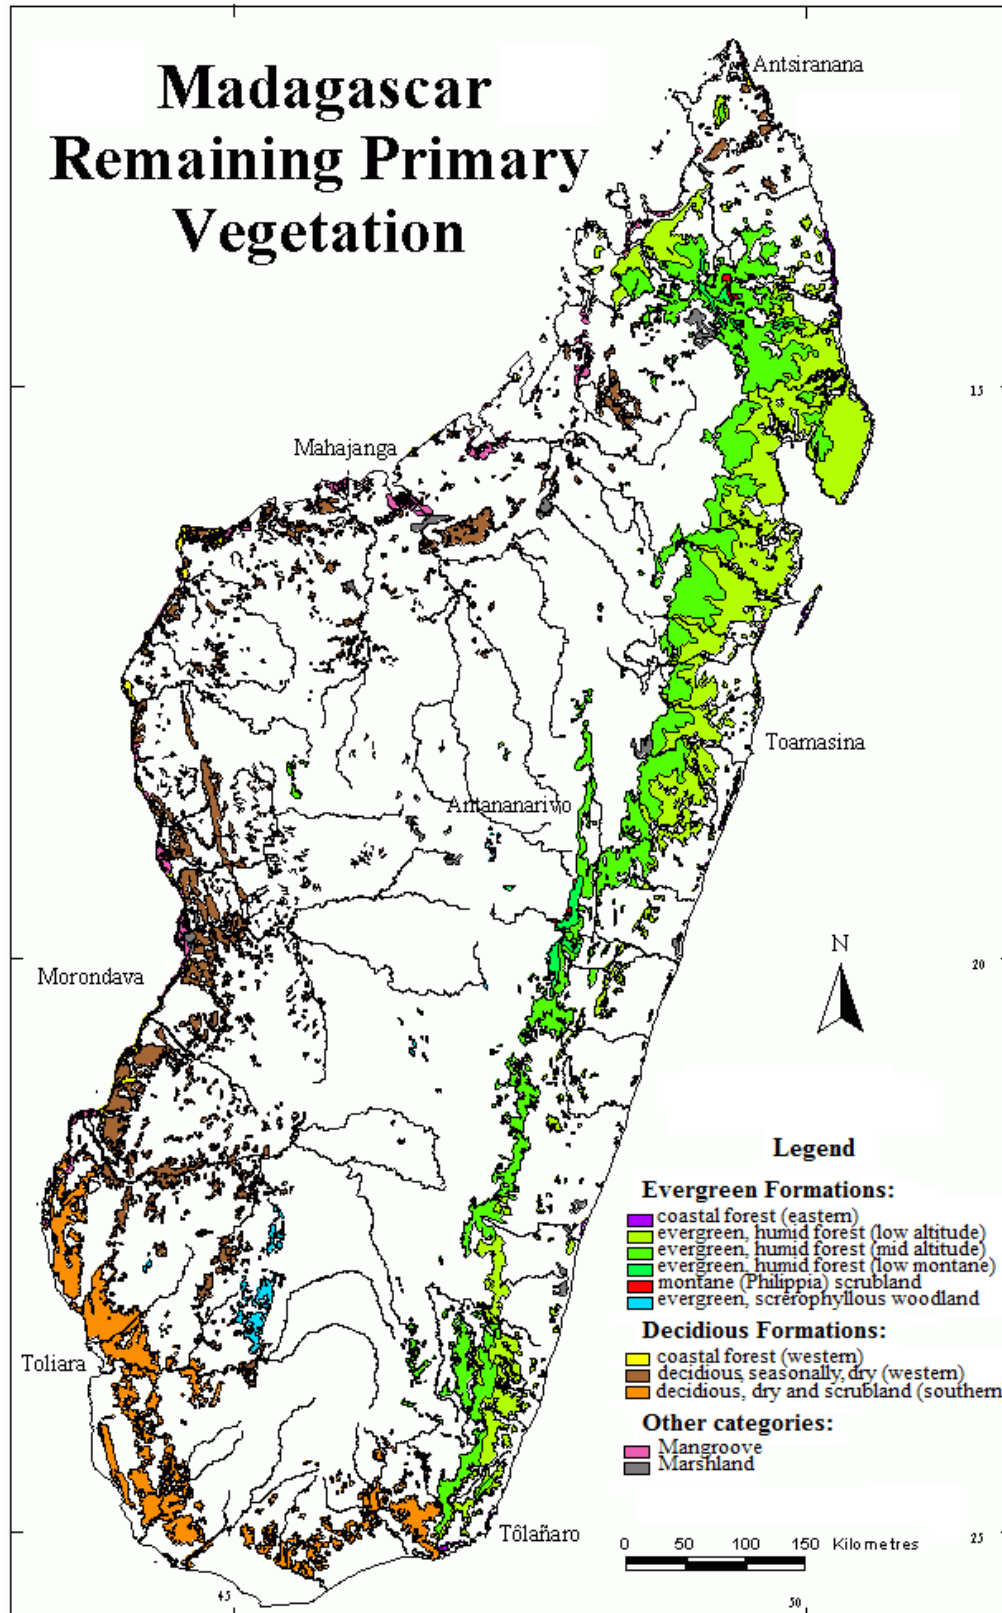 Madagascar
Remaining Primary
Vegetation
Antsiranana
15
Mahajanga
Toamasina
Antananarivo
N
20
Morondava
Legend
Evergreen Formations:
coastal forest (eastern)
evergreen, humid forest (low altitude)
evergreen, humid forest (mid altitude)
evergreen, humid forest (low montane)
montane (Philippia) scrubland
evergreen, screrophyllous woodland
Decidious Formations:
coastal forest (western)
decidious, seasonally, dry (western)
decidious, dry and scrubland (southern
Other categories:
Mangroove
Marshland
Toliara
Tôlañaro
25
0 50 100 150 Kilometres
45
50